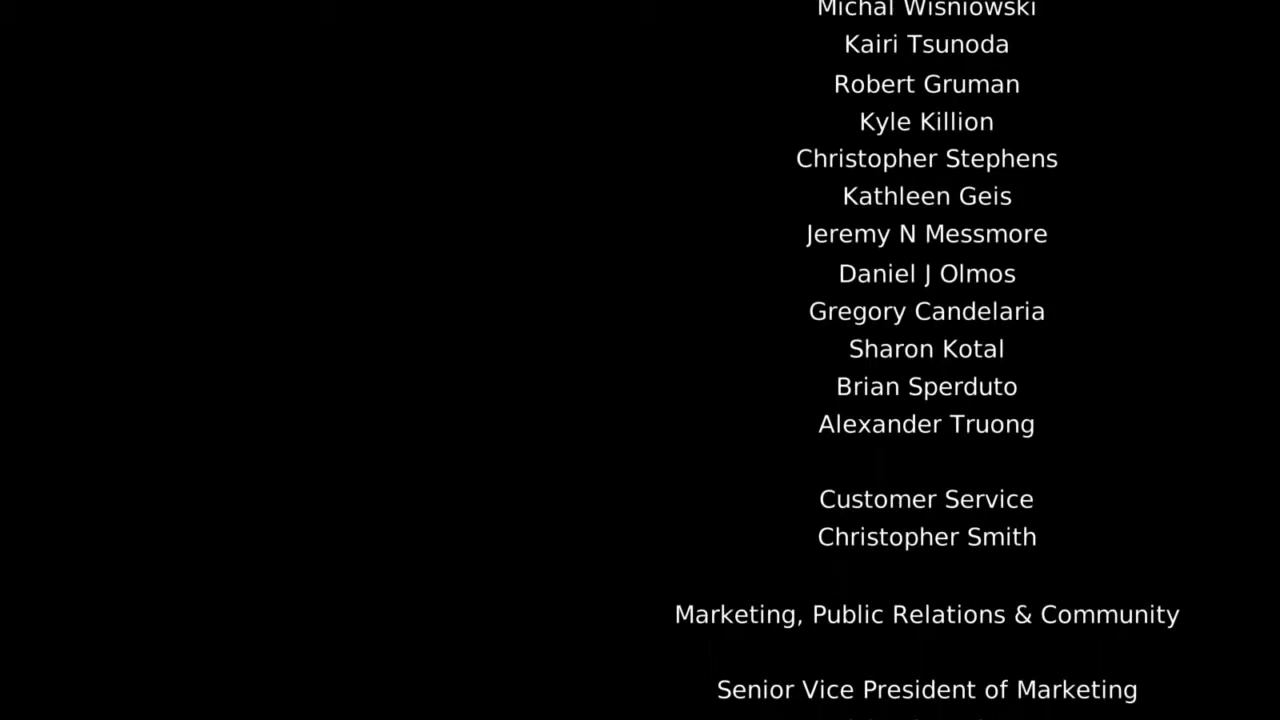 Michal Wisniowski
Kairi Tsunoda
Robert Gruman
Kyle Killion
Christopher Stephens
Kathleen Geis
Jeremy N Messmore
Daniel J Olmos
Gregory Candelaria
Sharon Kotal
Brian Sperduto
Alexander Truong
Customer Service
Christopher Smith
Marketing, Public Relations & Community
Senior Vice President of Marketing